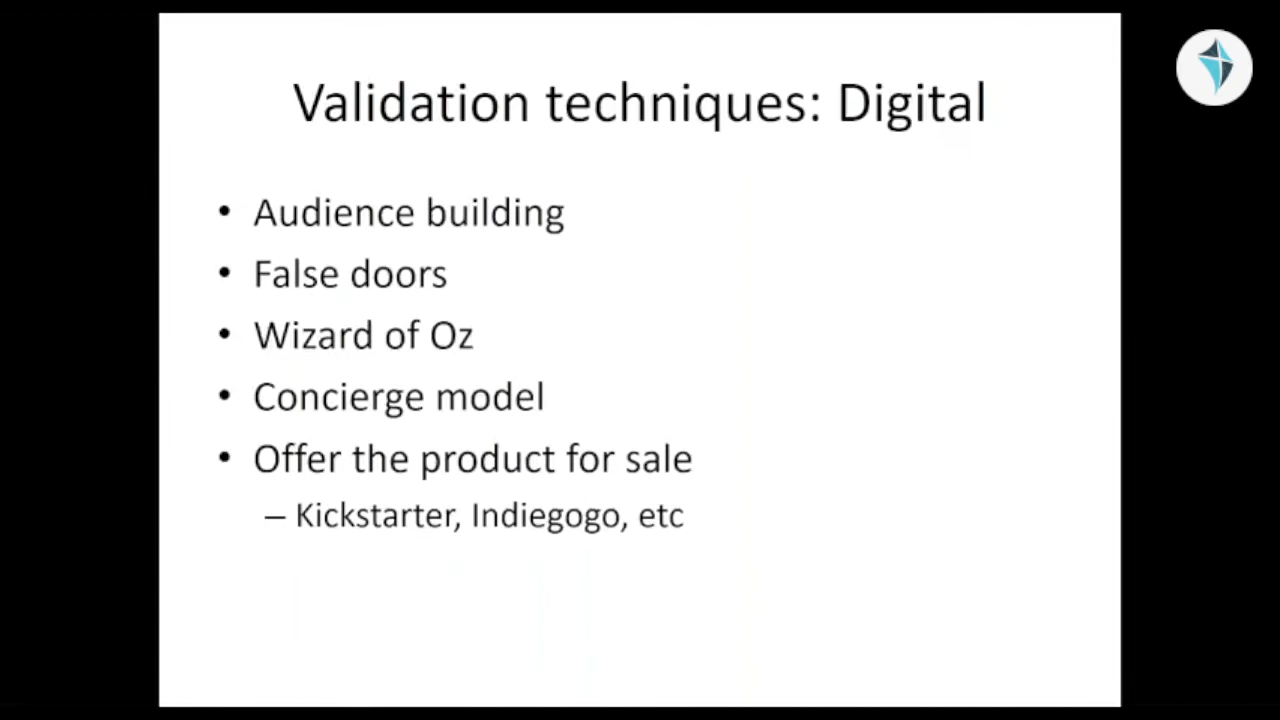 Validation techniques: Digital
• Audience building
• False doors
• Wizard of Oz
• Concierge model
• Offer the product for sale
– Kickstarter, Indiegogo, etc